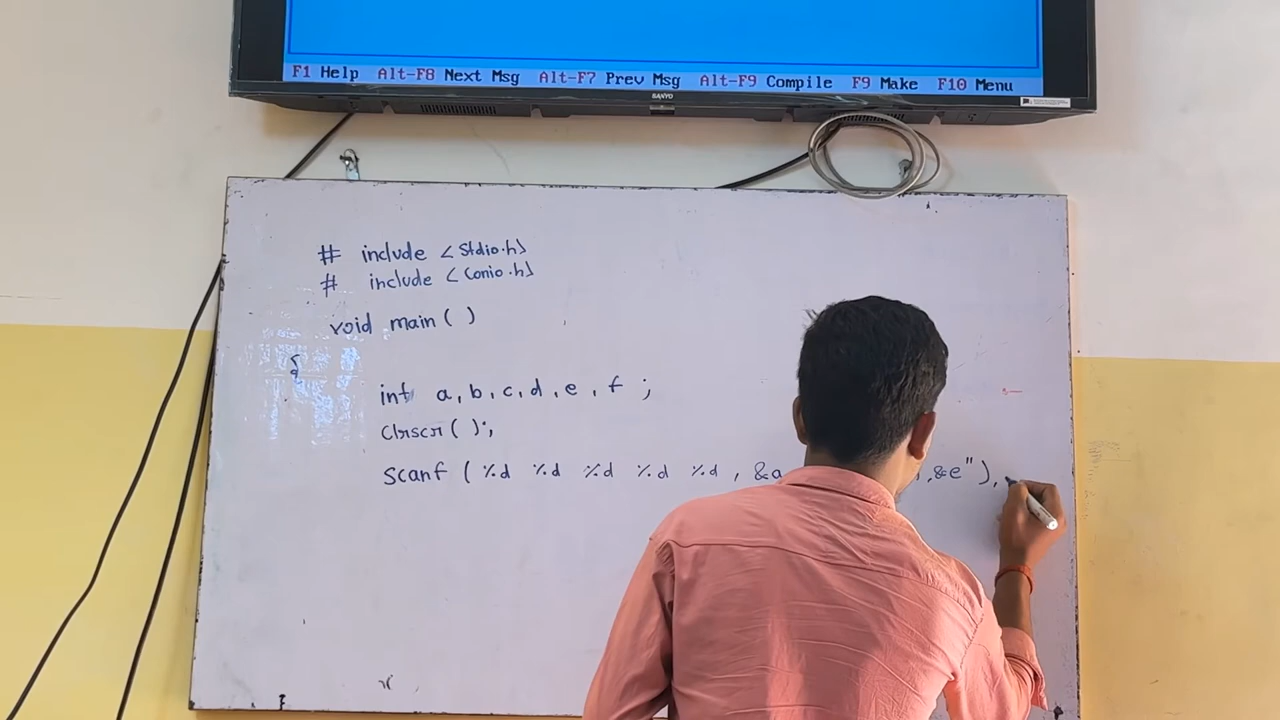 F1 Help Alt-F8 Next Msg Alt-F7 Prev Msg Alt-F9 Compile F9 Make F10 Menu
SANYO
# include <Stdio.h>
# include <Conio.h>
void main ( )
{
int a, b, c, d, e, f ;
Clrscr ( );
Scanf ( %d %d %d %d %d , &a , ,&e" ),